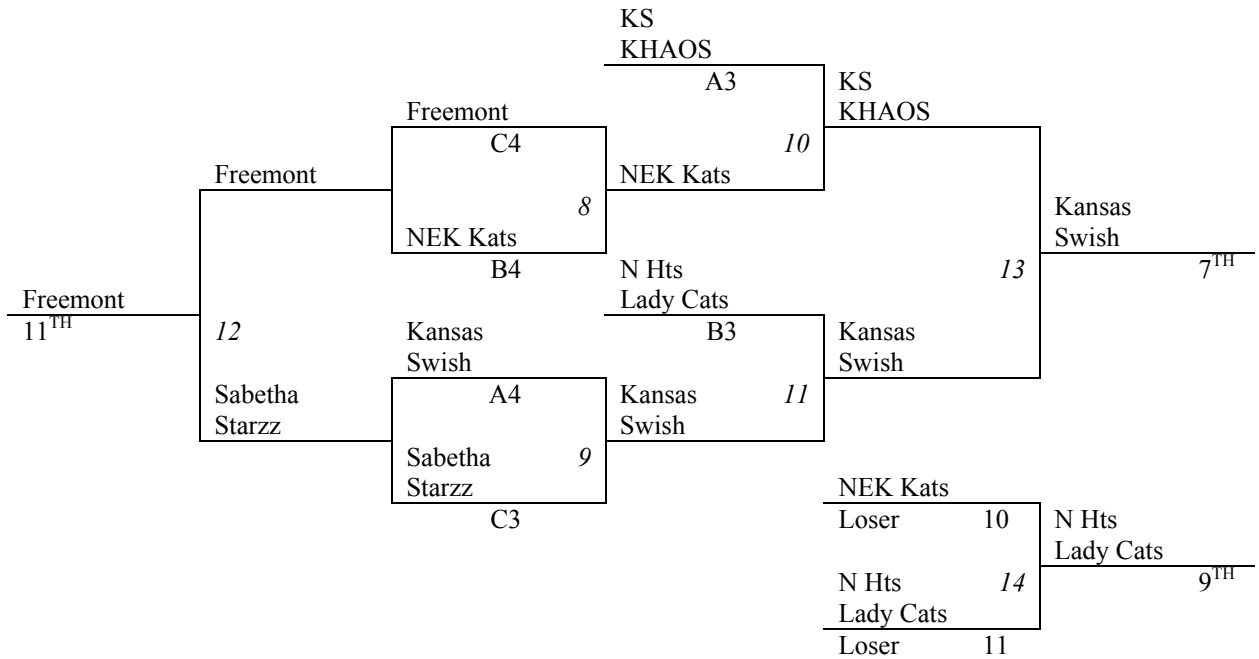 KS
KHAOS
A3
KS
KHAOS
Freemont
C4
10
Freemont
NEK Kats
8
Kansas
Swish
NEK Kats
B4
N Hts
Lady Cats
13
7TH
Freemont
11TH
12
Kansas
Swish
B3
Kansas
Swish
Sabetha
Starzz
A4
Kansas
Swish
11
Sabetha
Starzz
9
C3
NEK Kats
Loser 10
N Hts
Lady Cats
9TH
N Hts
Lady Cats
14
Loser 11